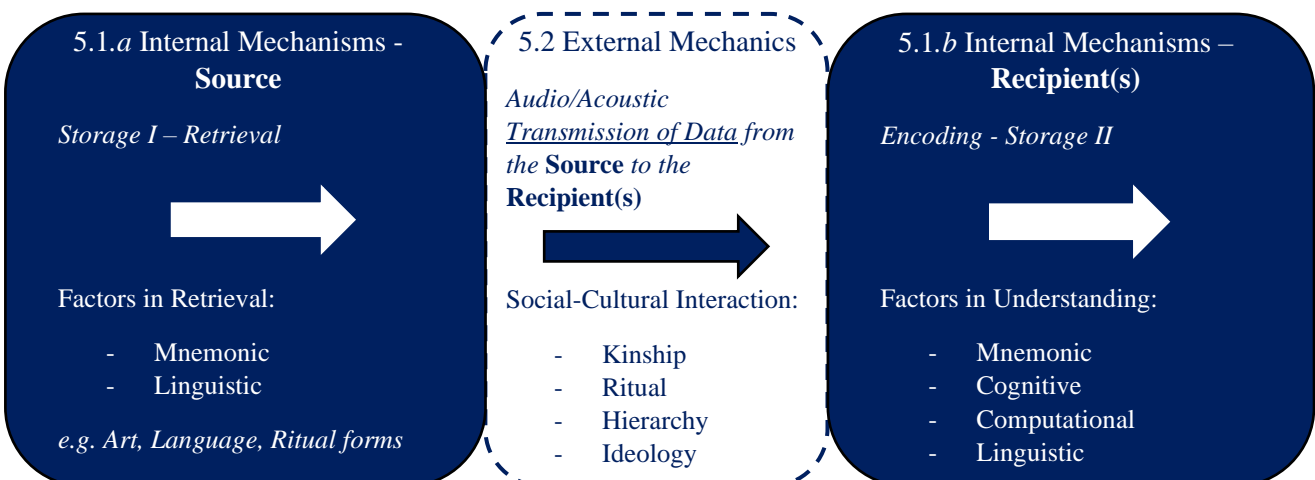 5.1.a Internal Mechanisms -
Source
Storage I – Retrieval
Factors in Retrieval:
- Mnemonic
- Linguistic
e.g. Art, Language, Ritual forms
5.2 External Mechanics
Audio/Acoustic
Transmission of Data from
the Source to the
Recipient(s)
Social-Cultural Interaction:
- Kinship
- Ritual
- Hierarchy
- Ideology
5.1.b Internal Mechanisms –
Recipient(s)
Encoding - Storage II
Factors in Understanding:
- Mnemonic
- Cognitive
- Computational
- Linguistic